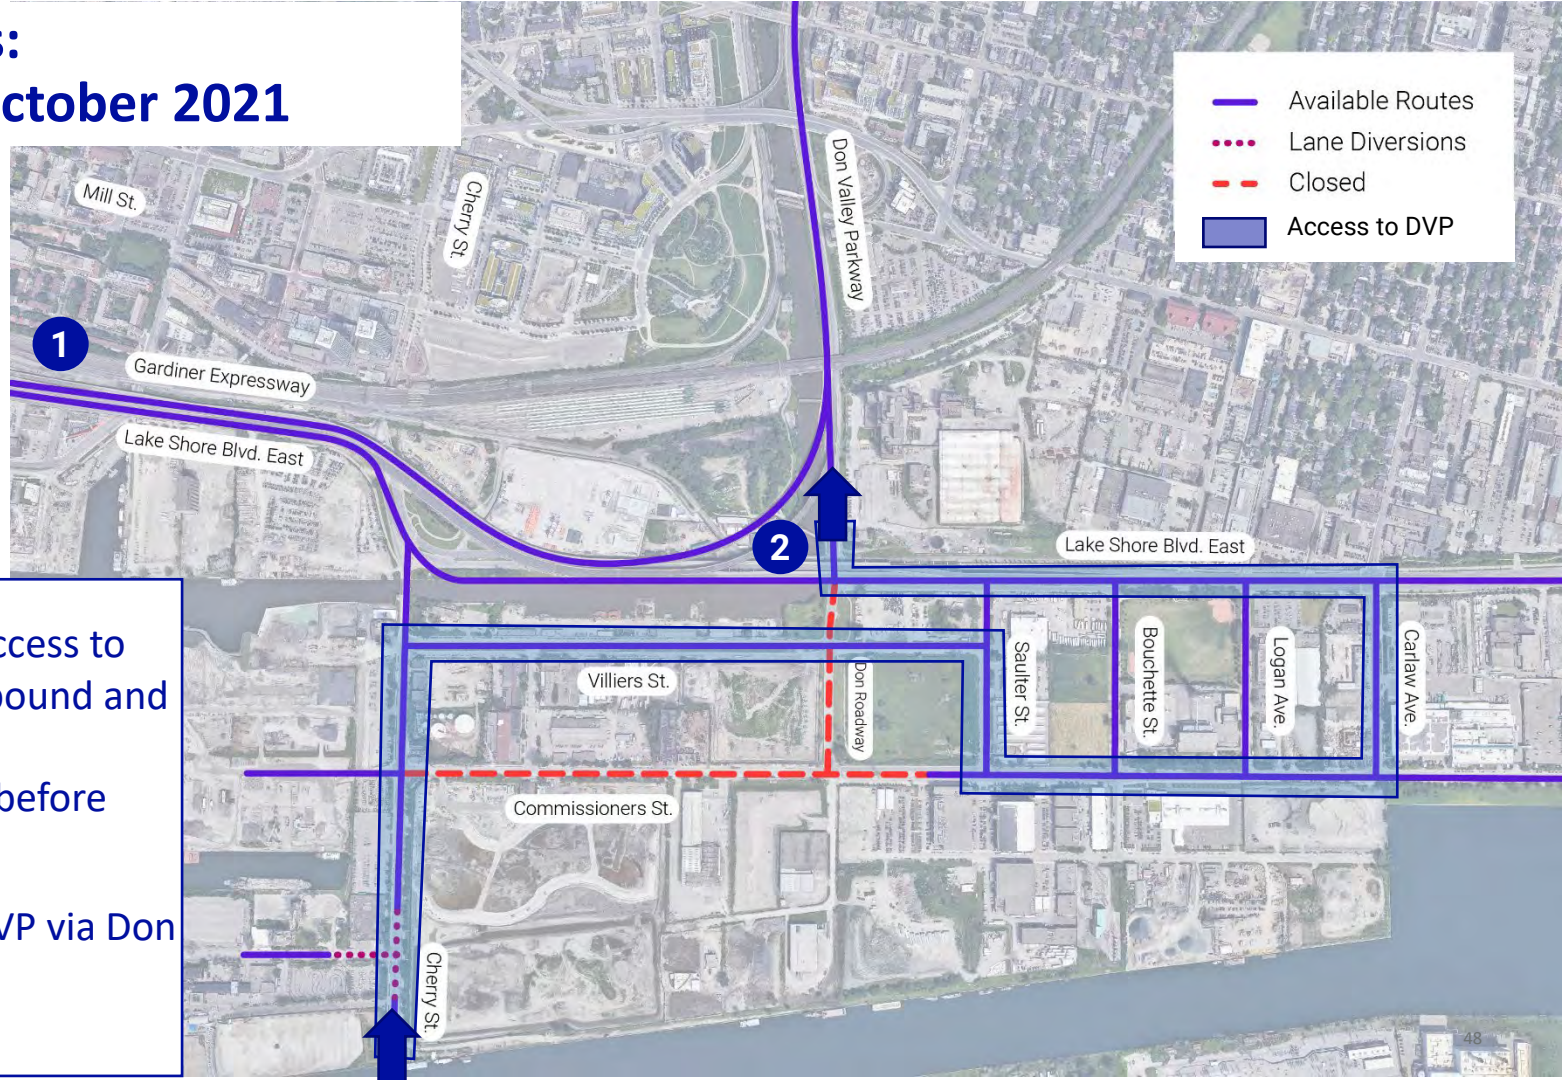 s:
ctober 2021
Available Routes
Lane Diversions
Closed
Access to DVP
Mill St.
Cherry St.
Don Valley Parkway
1
Gardiner Expressway
Lake Shore Blvd. East
2
Lake Shore Blvd. East
ccess to
bound and
before
VP via Don
Villiers St.
Don Roadway
Saulter St.
Bouchette St.
Logan Ave.
Carlaw Ave.
Commissioners St.
Cherry St.
48